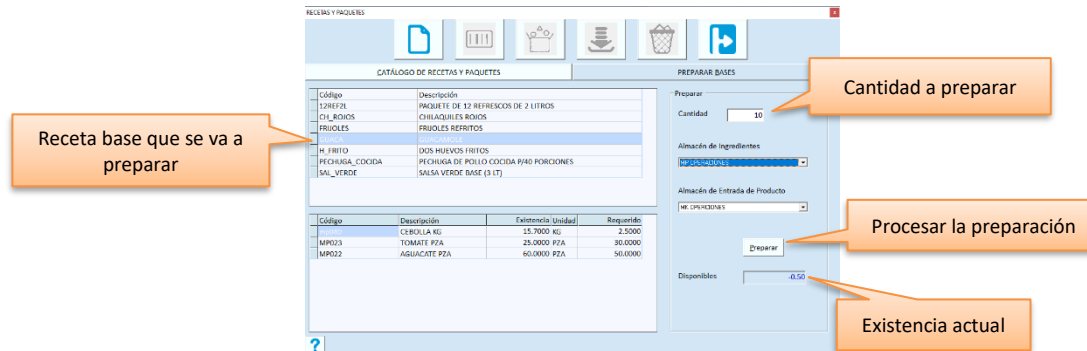 RECETAS Y PAQUETES
CATÁLOGO DE RECETAS Y PAQUETES
PREPARAR BASES
Código Descripción
12REF2L PAQUETE DE 12 REFRESCOS DE 2 LITROS
CH_ROJOS CHILAQUILES ROJOS
FRIJOLES FRIJOLES REFRITOS
GUACA GUACAMOLE
H_FRITO DOS HUEVOS FRITOS
PECHUGA_COCIDA PECHUGA DE POLLO COCIDA P/40 PORCIONES
SAL_VERDE SALSA VERDE BASE (3 LT)
Código Descripción Existencia Unidad Requerido
CEBOLLA KG 15.7000 KG 2.5000
MP023 TOMATE PZA 25.0000 PZA 30.0000
MP022 AGUACATE PZA 60.0000 PZA 50.0000
Preparar
Cantidad 10
Almacén de Ingredientes
MP OPERACIONES
Almacén de Entrada de Producto
Preparar
Disponibles -0.50
?
Receta base que se va a
preparar
Cantidad a preparar
Procesar la preparación
Existencia actual